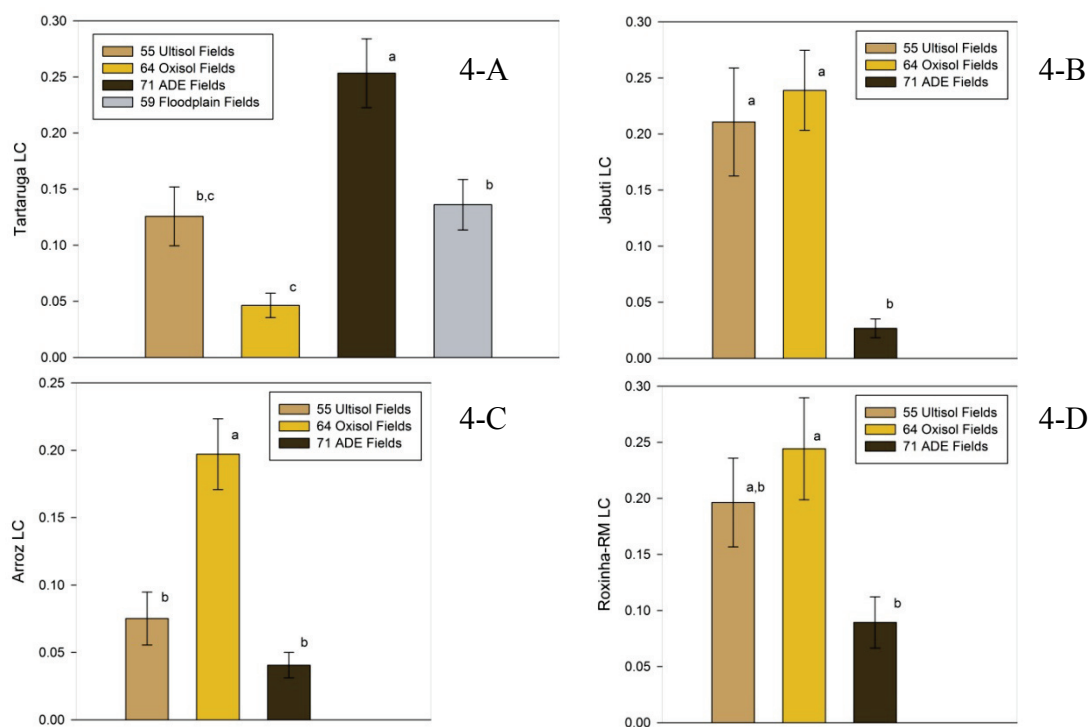 0.30
0.25
0.20
0.15
0.10
0.05
0.00
Tartaruga LC
55 Ultisol Fields
64 Oxisol Fields
71 ADE Fields
59 Floodplain Fields
b,c
c
a
b
4-A
0.30
0.25
0.20
0.15
0.10
0.05
0.00
Jabuti LC
55 Ultisol Fields
64 Oxisol Fields
71 ADE Fields
a
a
b
4-B
0.25
0.20
0.15
0.10
0.05
0.00
Arroz LC
55 Ultisol Fields
64 Oxisol Fields
71 ADE Fields
b
a
b
4-C
0.30
0.25
0.20
0.15
0.10
0.05
0.00
Roxinha-RM LC
55 Ultisol Fields
64 Oxisol Fields
71 ADE Fields
a,b
a
b
4-D